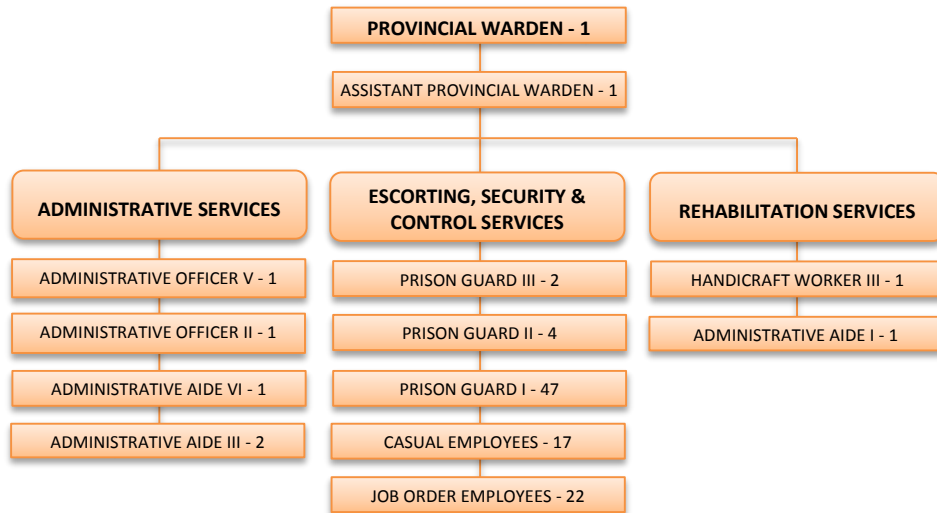 PROVINCIAL WARDEN - 1
ASSISTANT PROVINCIAL WARDEN - 1
ADMINISTRATIVE SERVICES
ADMINISTRATIVE OFFICER V - 1
ADMINISTRATIVE OFFICER II - 1
ADMINISTRATIVE AIDE VI - 1
ADMINISTRATIVE AIDE III - 2
ESCORTING, SECURITY &
CONTROL SERVICES
PRISON GUARD III - 2
PRISON GUARD II - 4
PRISON GUARD I - 47
CASUAL EMPLOYEES - 17
JOB ORDER EMPLOYEES - 22
REHABILITATION SERVICES
HANDICRAFT WORKER III - 1
ADMINISTRATIVE AIDE I - 1